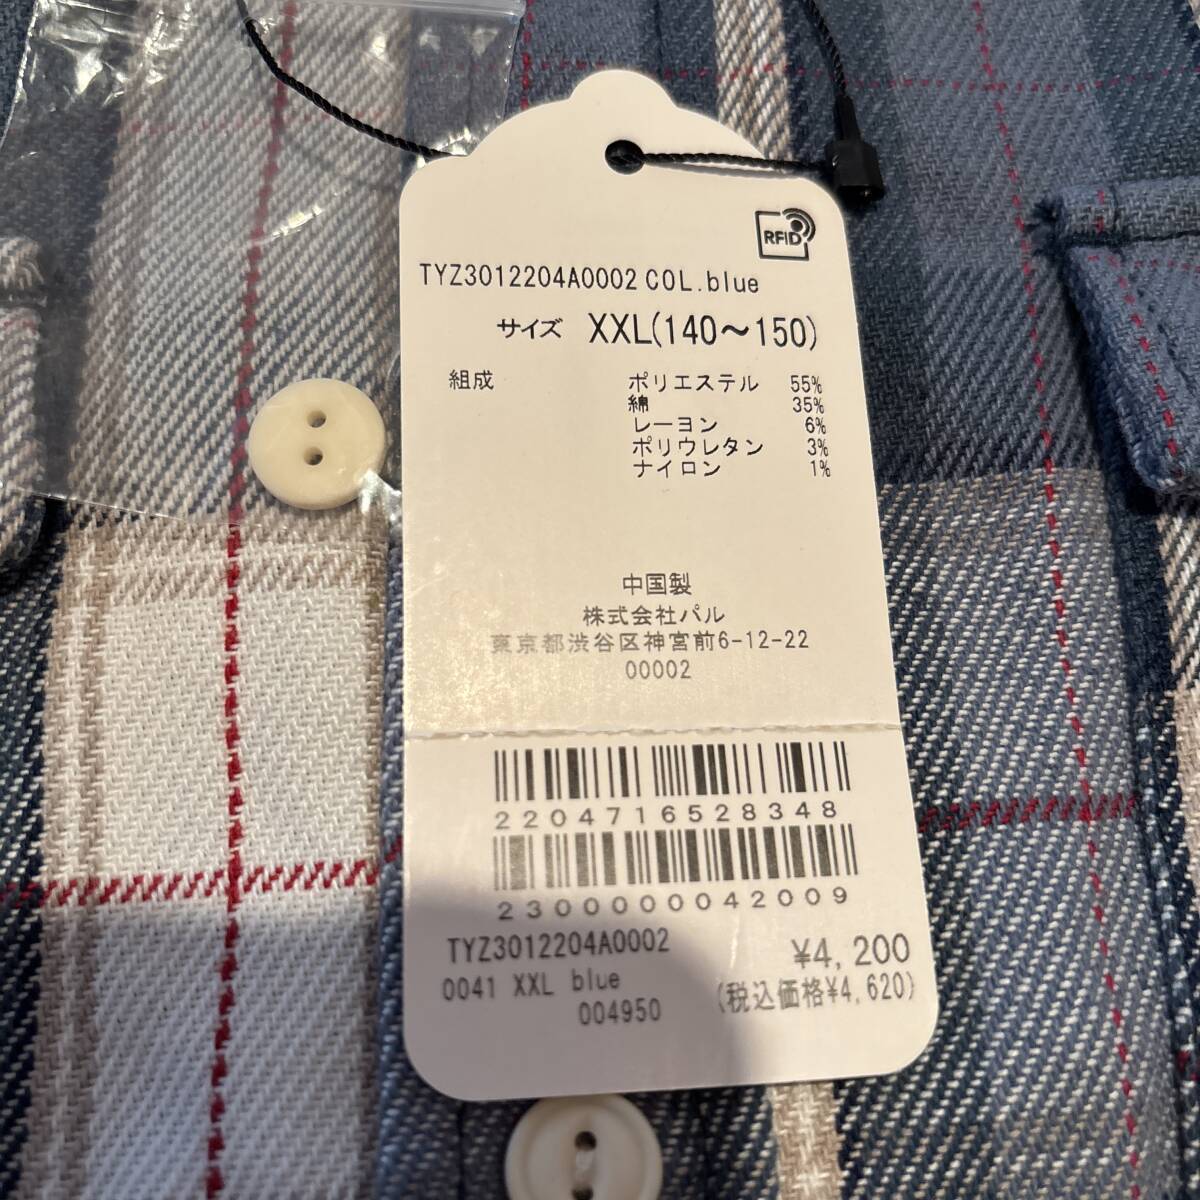 RFID
TYZ3012204A0002 COL.blue
サイズ XXL(140～150)
組成 ポリエステル 55%
綿 35%
レーヨン 6%
ポリウレタン 3%
ナイロン 1%
中国製
株式会社パル
東京都渋谷区神宮前6-12-22
00002
2204716528348
2300000042009
TYZ3012204A0002
0041 XXL blue
004950
¥4,200
(税込価格¥4,620)